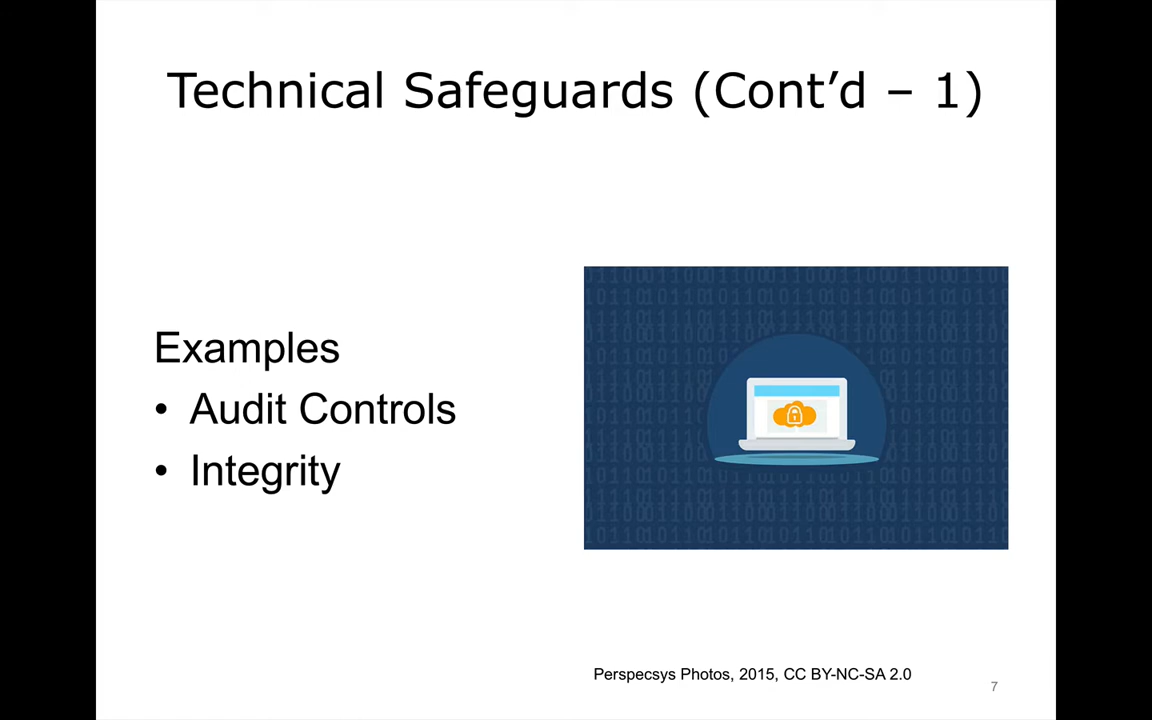 Technical Safeguards (Cont’d – 1)
Examples
• Audit Controls
• Integrity
Perspecsys Photos, 2015, CC BY-NC-SA 2.0
7